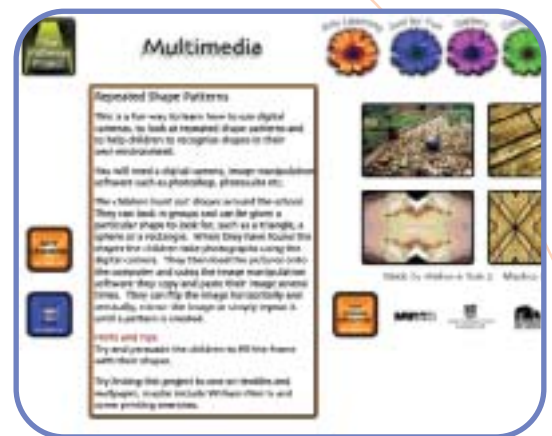 Multimedia
Repeated Shape Patterns
This is a fun way to learn how to use digital
cameras, to look at repeated shape patterns and
to help children to recognise shapes in their
own environment.
You will need a digital camera, image manipulation
software such as photoshop, photosuite etc.
The children hunt out shapes around the school.
They can look in groups and can be given a
particular shape to look for, such as a triangle, a
sphere or a rectangle. When they have found the
shapes the children take photographs using the
digital camera. They then load the pictures onto
the computer and using the image manipulation
software they copy and paste their image several
times. They can flip the image horizontally and
vertically, mirror the image or simply repeat it
until a pattern is created.
Hints and Tips
Try and persuade the children to fill the frame
with their shapes.
Try linking this project to one on textiles and
wallpaper, maybe include William Morris and
some printing exercises.